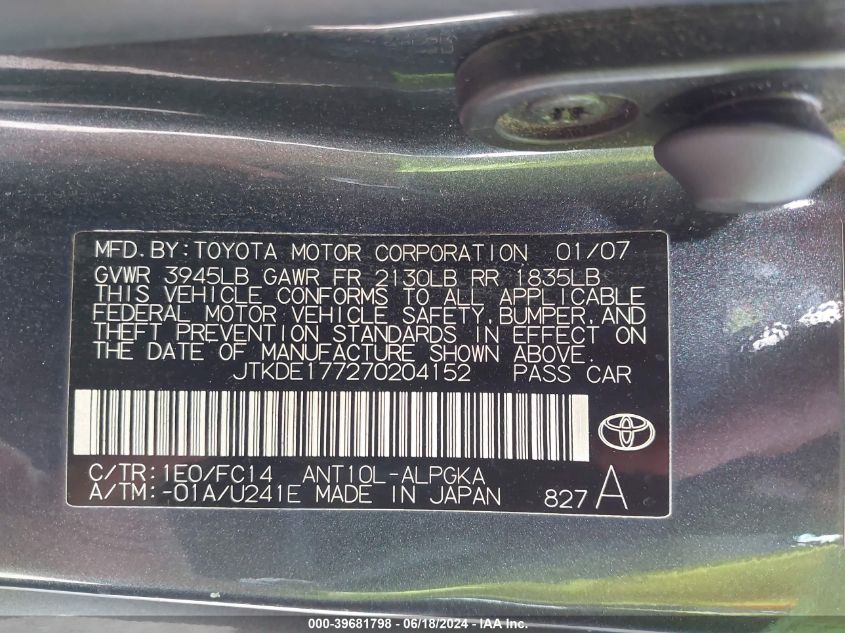 MFD. BY: TOYOTA MOTOR CORPORATION 01/07
GVWR 3945LB GAWR FR 2130LB RR 1835LB
THIS VEHICLE CONFORMS TO ALL APPLICABLE
FEDERAL MOTOR VEHICLE SAFETY, BUMPER, AND
THEFT PREVENTION STANDARDS IN EFFECT ON
THE DATE OF MANUFACTURE SHOWN ABOVE.
JTKDE177270204152 PASS CAR
C/TR: 1E0/FC14 ANT10L-ALPGKA
A/TM: -01A/U241E MADE IN JAPAN 827 A
000-39681798 - 06/18/2024 - IAA Inc.